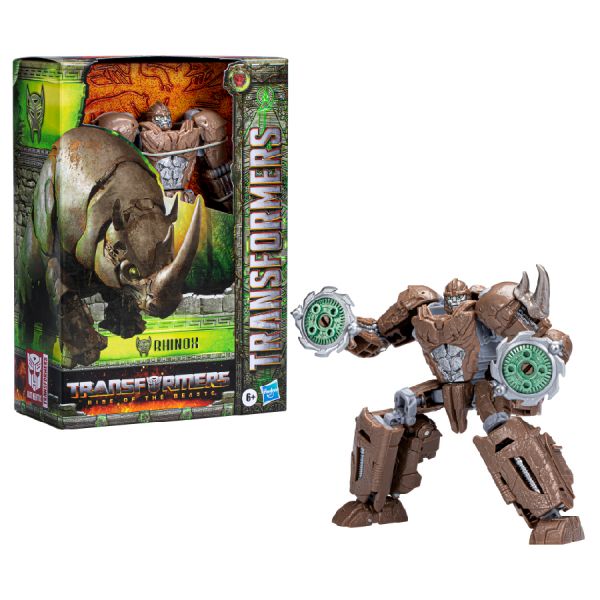 TRANSFORMERS
RHINOX
TRANSFORMERS
RISE OF THE BEASTS
6+
Hasbro